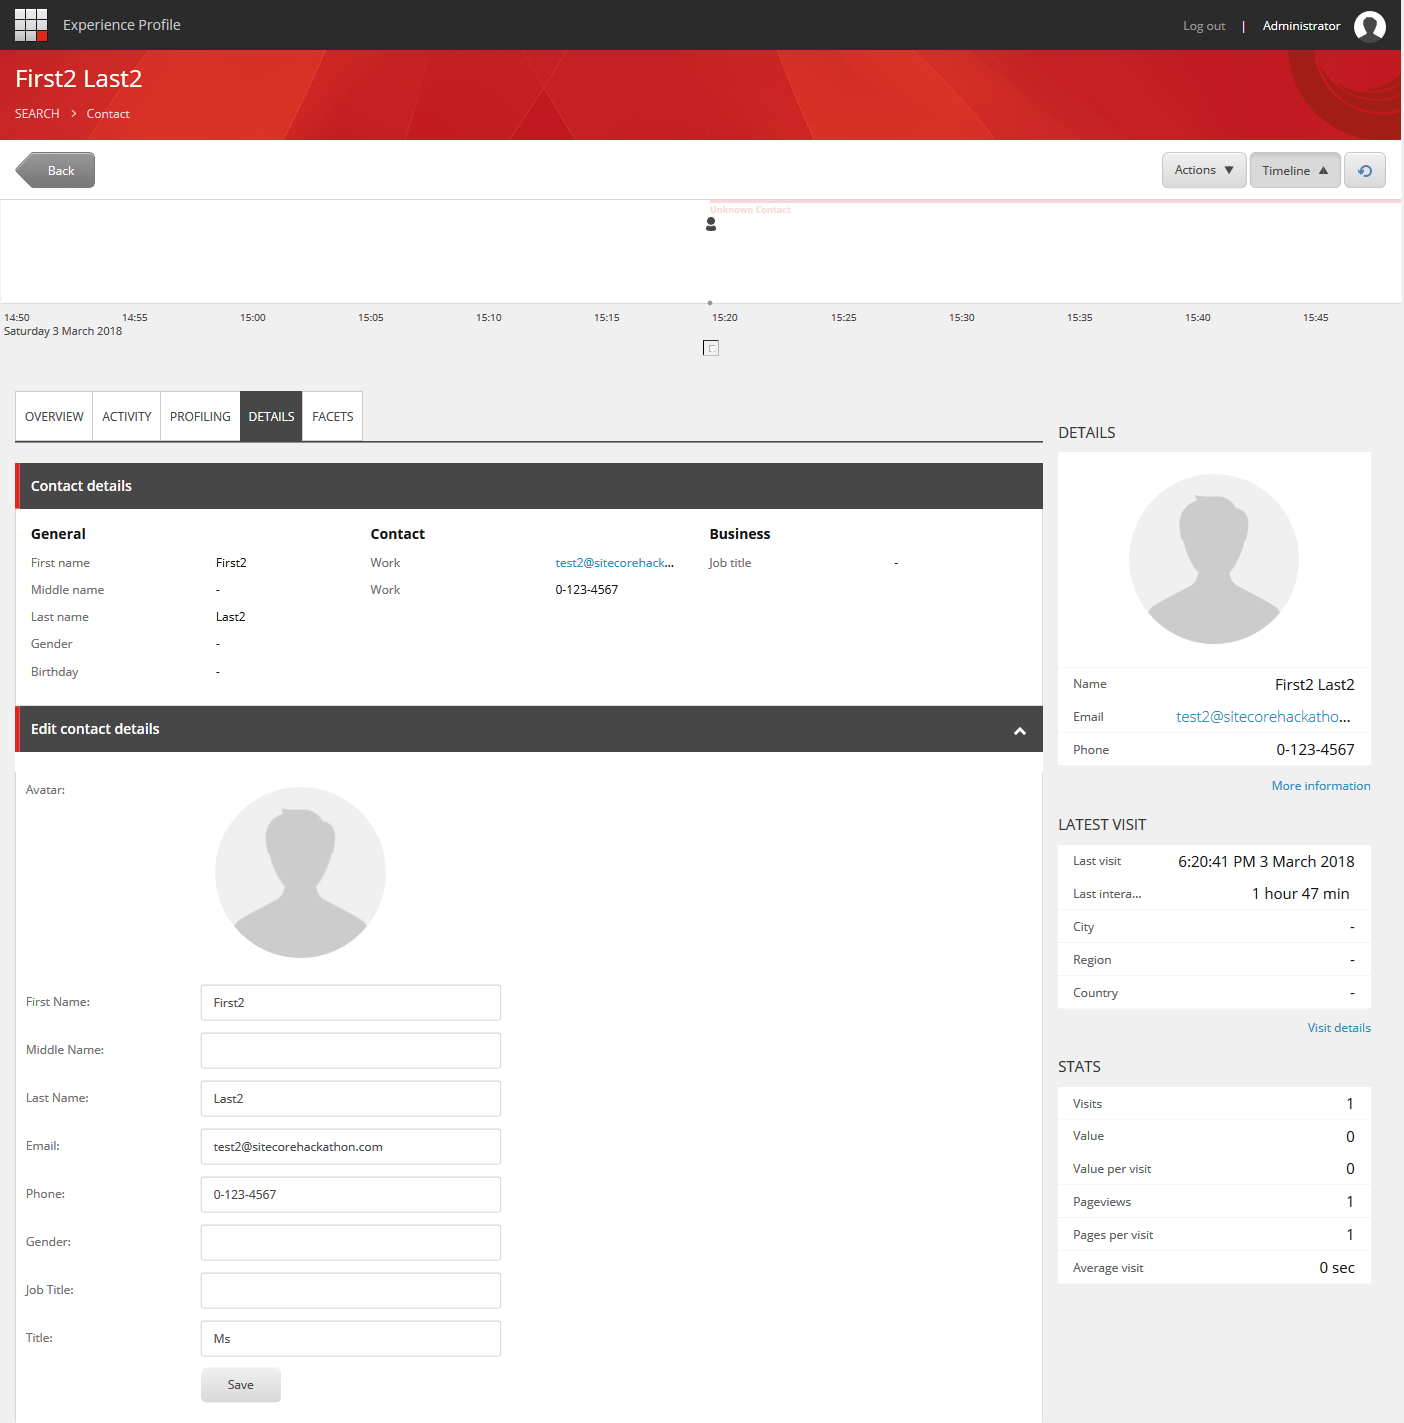 Experience Profile
Log out | Administrator
First2 Last2
SEARCH > Contact
Back
Actions ▼
Timeline ▲
Unknown Contact
14:50 14:55 15:00 15:05 15:10 15:15 15:20 15:25 15:30 15:35 15:40 15:45
Saturday 3 March 2018
OVERVIEW ACTIVITY PROFILING DETAILS FACETS
Contact details
General
First name First2
Middle name -
Last name Last2
Gender -
Birthday -
Contact
Work test2@sitecorehack...
Work 0-123-4567
Business
Job title -
Edit contact details
Avatar:
First Name: First2
Middle Name:
Last Name: Last2
Email: test2@sitecorehackathon.com
Phone: 0-123-4567
Gender:
Job Title:
Title: Ms
Save
DETAILS
Name First2 Last2
Email test2@sitecorehackatho...
Phone 0-123-4567
More information
LATEST VISIT
Last visit 6:20:41 PM 3 March 2018
Last intera... 1 hour 47 min
City -
Region -
Country -
Visit details
STATS
Visits 1
Value 0
Value per visit 0
Pageviews 1
Pages per visit 1
Average visit 0 sec